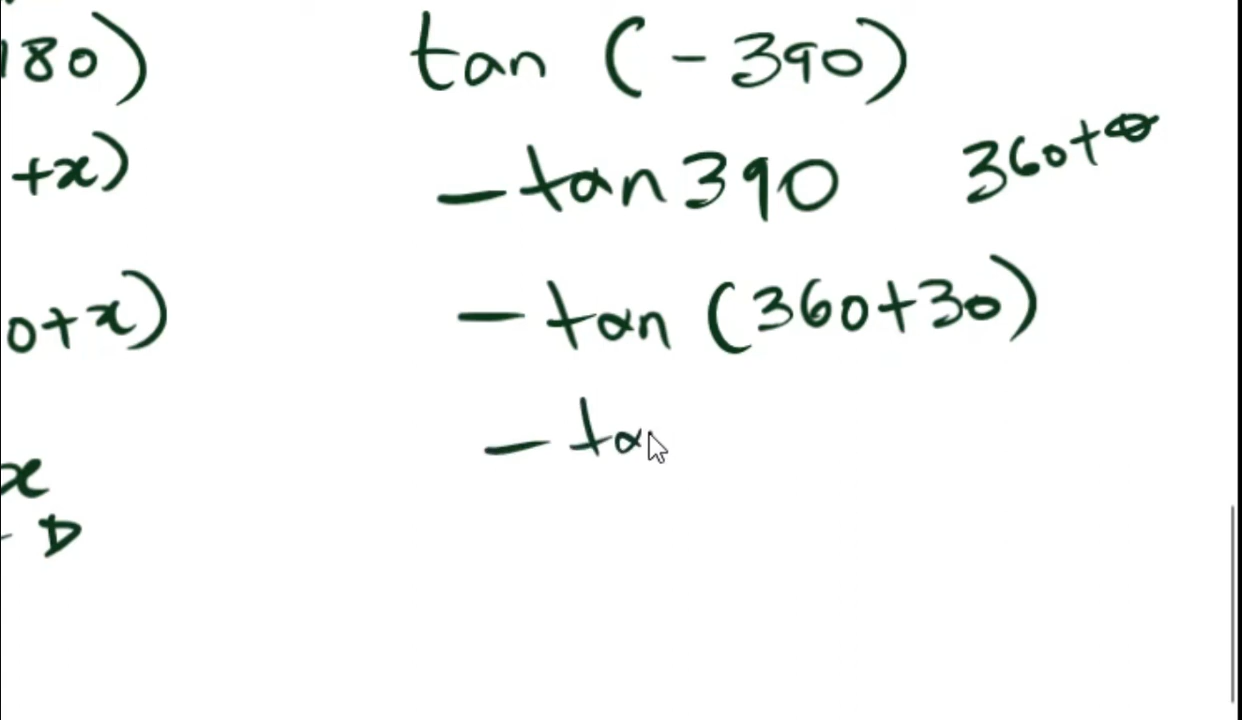 180)
tan (-390)
+x)
-tan 390
360+θ
0+x)
-tan (360+30)
-ta
x